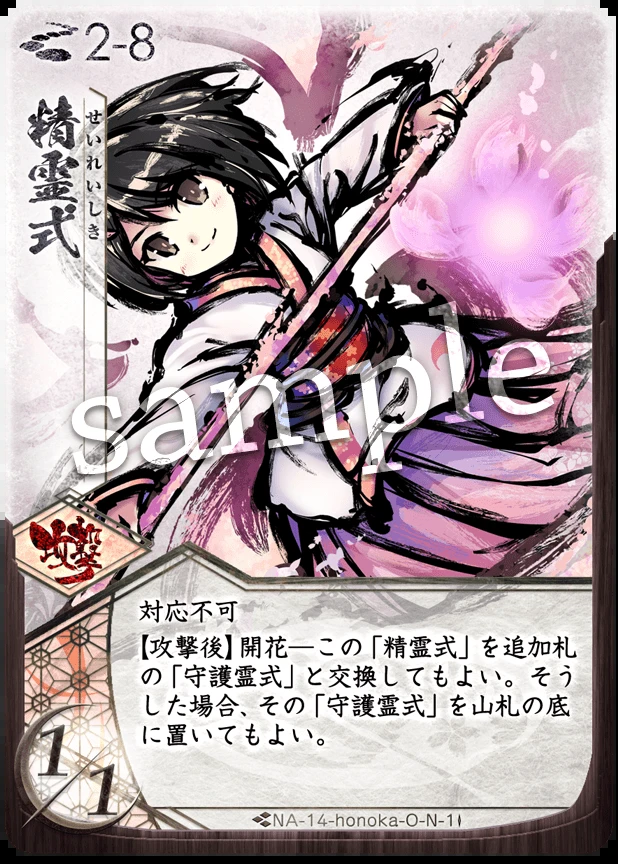 2-8
精霊式
せいれいしき
sample
攻撃
対応不可
【攻撃後】開花―この「精霊式」を追加札
の「守護霊式」と交換してもよい。そう
した場合、その「守護霊式」を山札の底
に置いてもよい。
1/1
NA-14-honoka-O-N-1